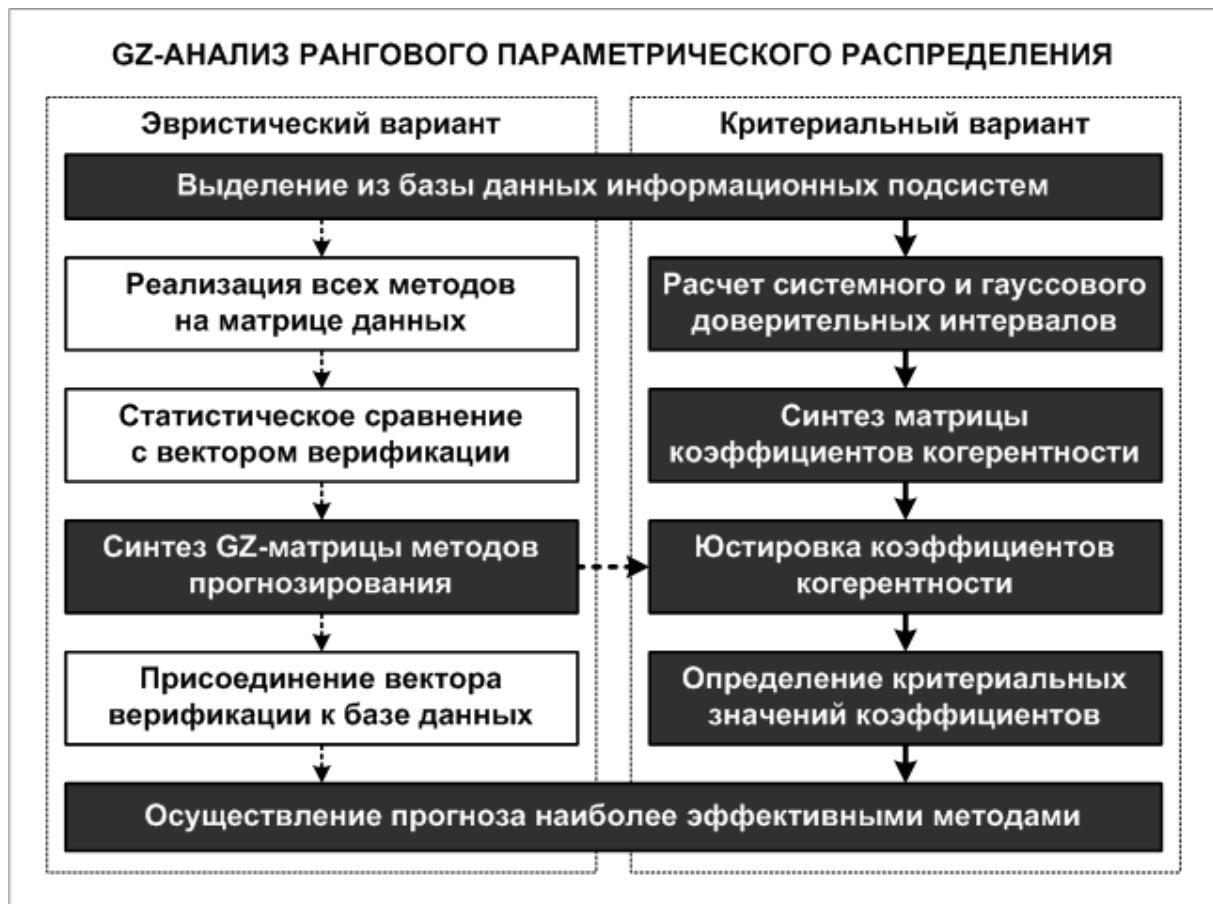 GZ-АНАЛИЗ РАНГОВОГО ПАРАМЕТРИЧЕСКОГО РАСПРЕДЕЛЕНИЯ
Эвристический вариант
Критериальный вариант
Выделение из базы данных информационных подсистем
Реализация всех методов
на матрице данных
Расчет системного и гауссового
доверительных интервалов
Статистическое сравнение
с вектором верификации
Синтез матрицы
коэффициентов когерентности
Синтез GZ-матрицы методов
прогнозирования
Юстировка коэффициентов
когерентности
Присоединение вектора
верификации к базе данных
Определение критериальных
значений коэффициентов
Осуществление прогноза наиболее эффективными методами